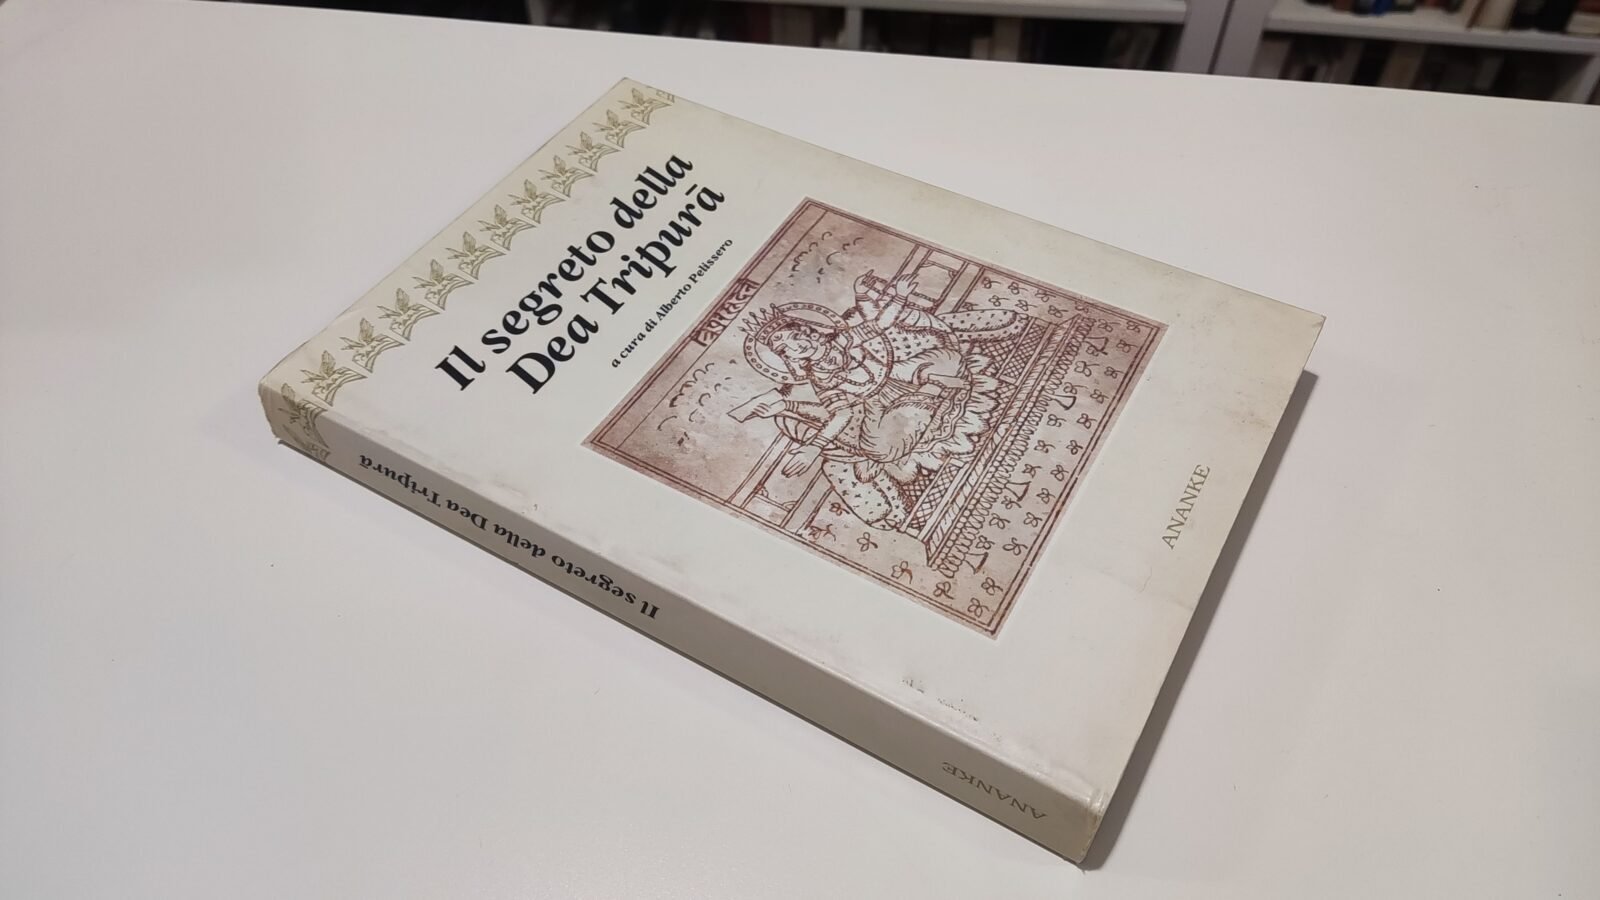 Il segreto della
Dea Tripurā
a cura di Alberto Pelissero
ANANKE
Il segreto della Dea Tripurā
ANANKE